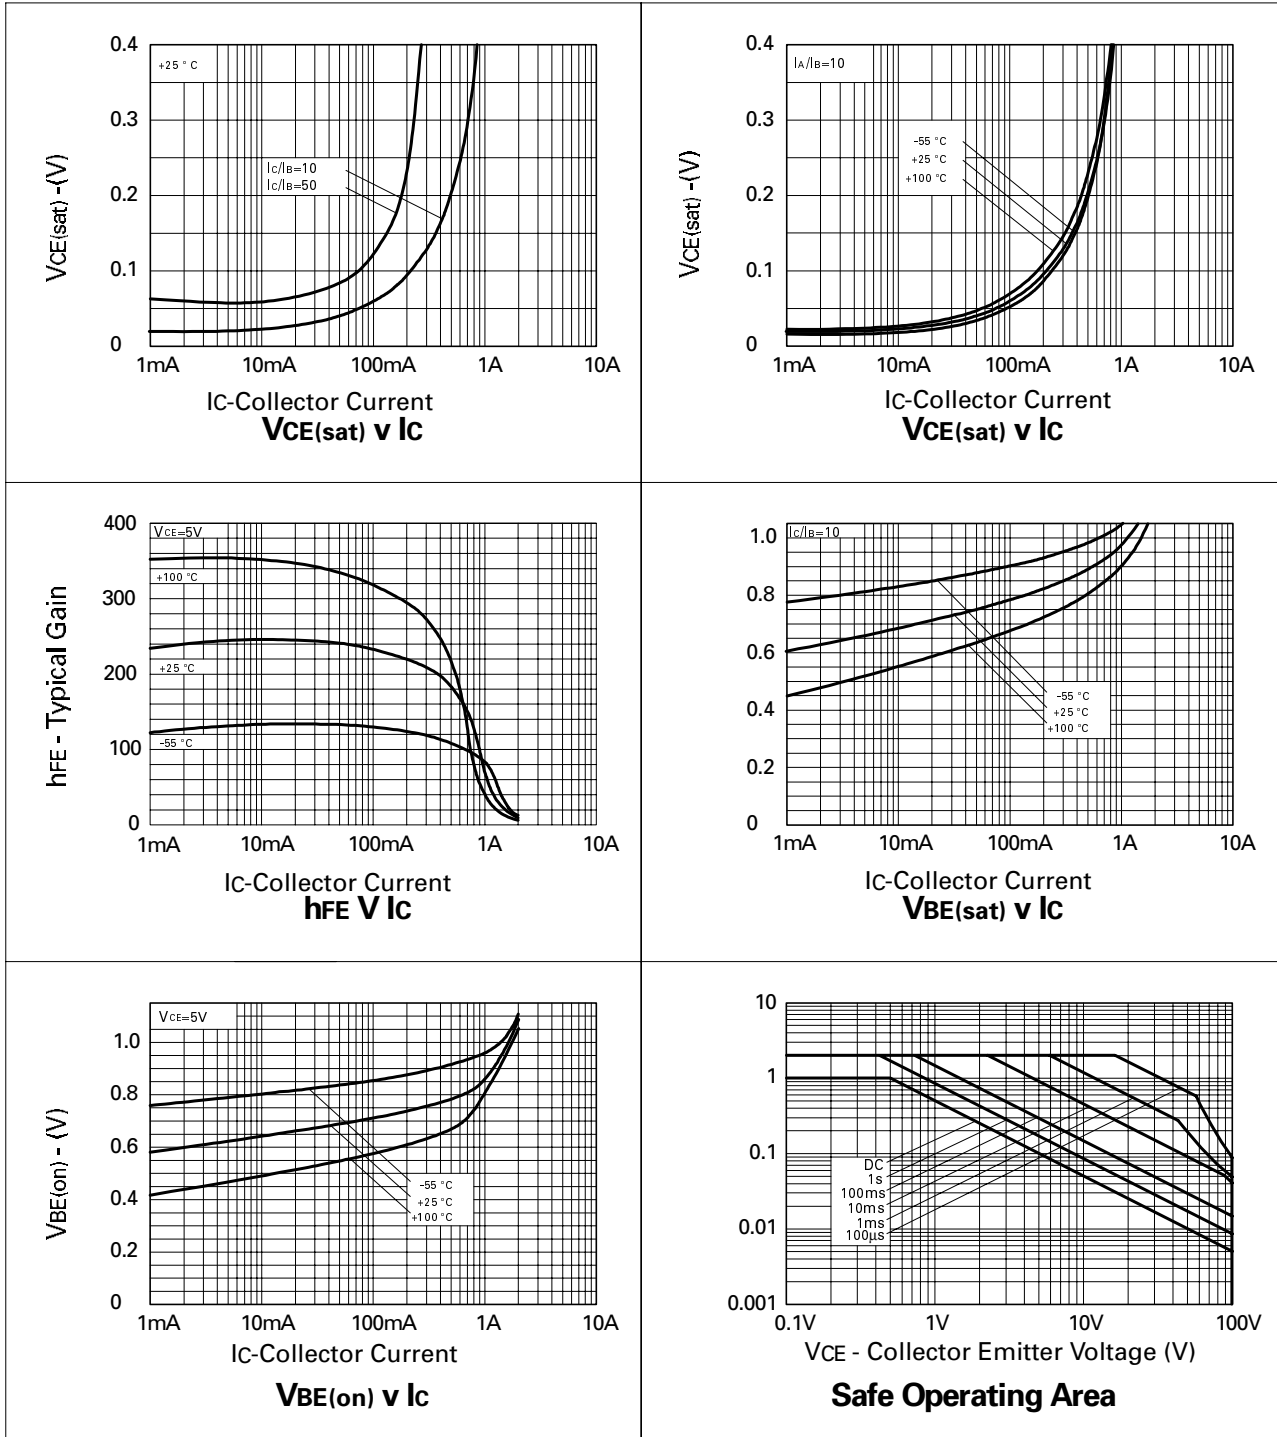 0.4
0.3
0.2
0.1
0
VCE(sat) -(V)
+25 ° C
IC/IB=10
IC/IB=50
1mA 10mA 100mA 1A 10A
IC-Collector Current
VCE(sat) v IC
0.4
0.3
0.2
0.1
0
VCE(sat) -(V)
IA/IB=10
-55 °C
+25 °C
+100 °C
1mA 10mA 100mA 1A 10A
IC-Collector Current
VCE(sat) v IC
400
300
200
100
0
hFE - Typical Gain
VCE=5V
+100 °C
+25 °C
-55 °C
1mA 10mA 100mA 1A 10A
IC-Collector Current
hFE V IC
1.0
0.8
0.6
0.4
0.2
0
IC/IB=10
-55 °C
+25 °C
+100 °C
1mA 10mA 100mA 1A 10A
IC-Collector Current
VBE(sat) v IC
1.0
0.8
0.6
0.4
0.2
0
VBE(on) - (V)
VCE=5V
-55 °C
+25 °C
+100 °C
1mA 10mA 100mA 1A 10A
IC-Collector Current
VBE(on) v IC
10
1
0.1
0.01
0.001
DC
1s
100ms
10ms
1ms
100µs
0.1V 1V 10V 100V
VCE - Collector Emitter Voltage (V)
Safe Operating Area